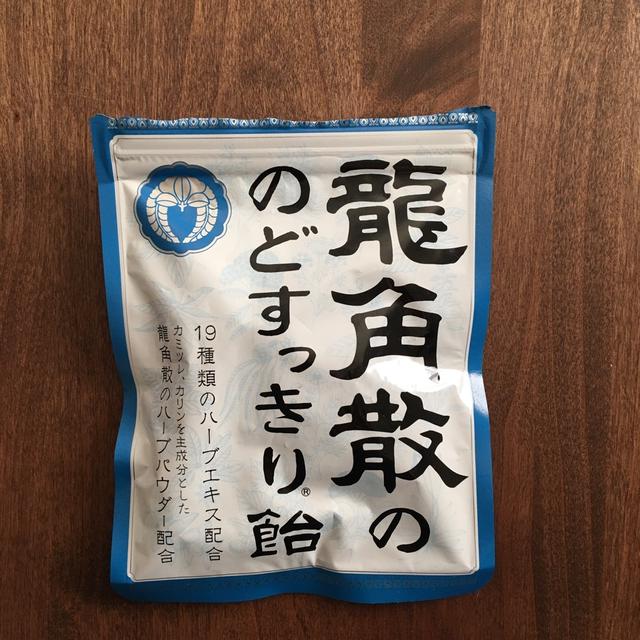 龍角散の
のどすっきり®飴
19種類のハーブエキス配合
カミツレ、カリンを主成分とした
龍角散のハーブパウダー配合